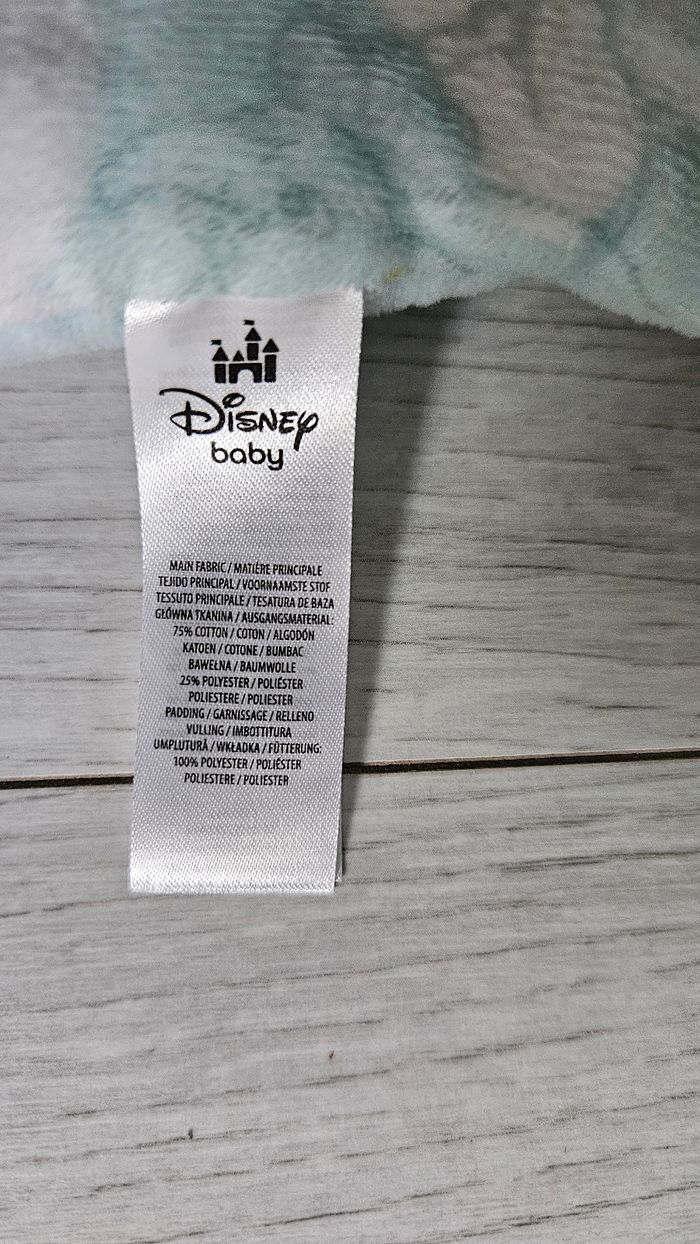 Disney
baby
MAIN FABRIC / MATIÈRE PRINCIPALE
TEJIDO PRINCIPAL / VOORNAAMSTE STOF
TESSUTO PRINCIPALE / TESATURA DE BAZA
GŁÓWNA TKANINA / AUSGANGSMATERIAL:
75% COTTON / COTON / ALGODÓN
KATOEN / COTONE / BUMBAC
BAWEŁNA / BAUMWOLLE
25% POLYESTER / POLIÉSTER
POLIESTERE / POLIESTER
PADDING / GARNISSAGE / RELLENO
VULLING / IMBOTTITURA
UMPLUTURĂ / WKŁADKA / FÜTTERUNG:
100% POLYESTER / POLIÉSTER
POLIESTERE / POLIESTER